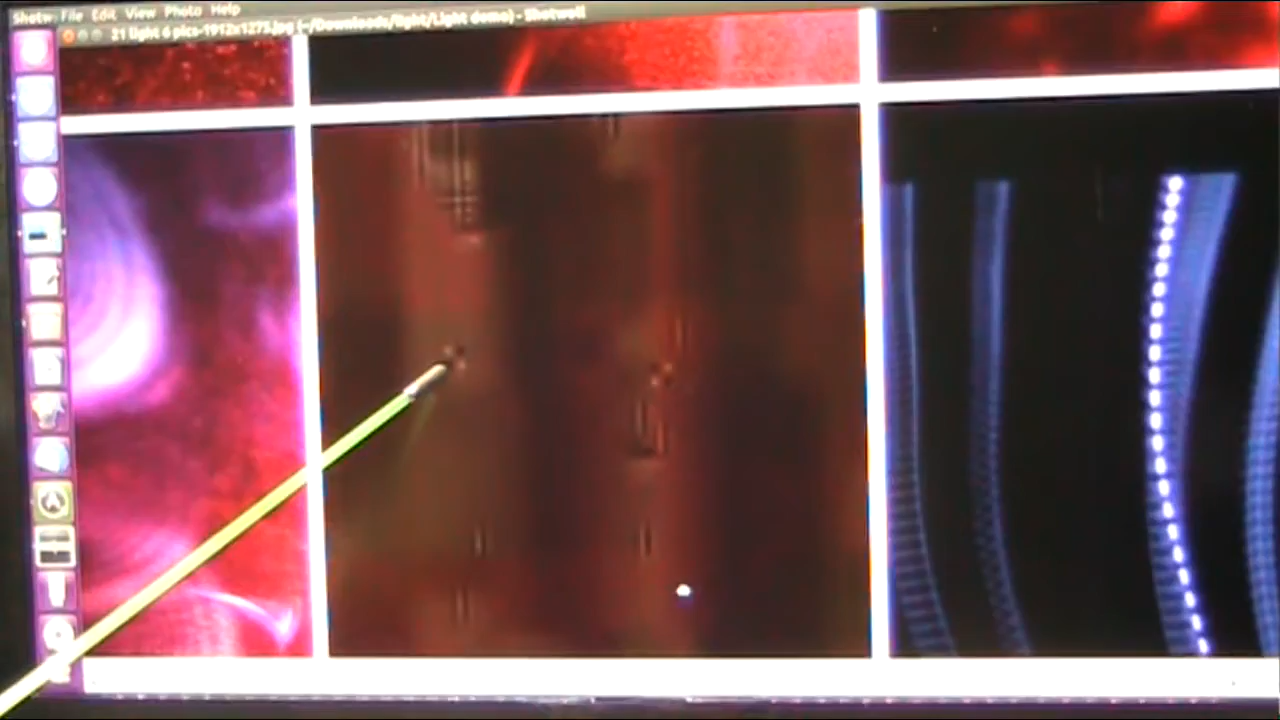 Shotw File Edit View Photo Help
21 light 6 pics-1912x1275.jpg (~/Downloads/light/Light demo) - Shotwell